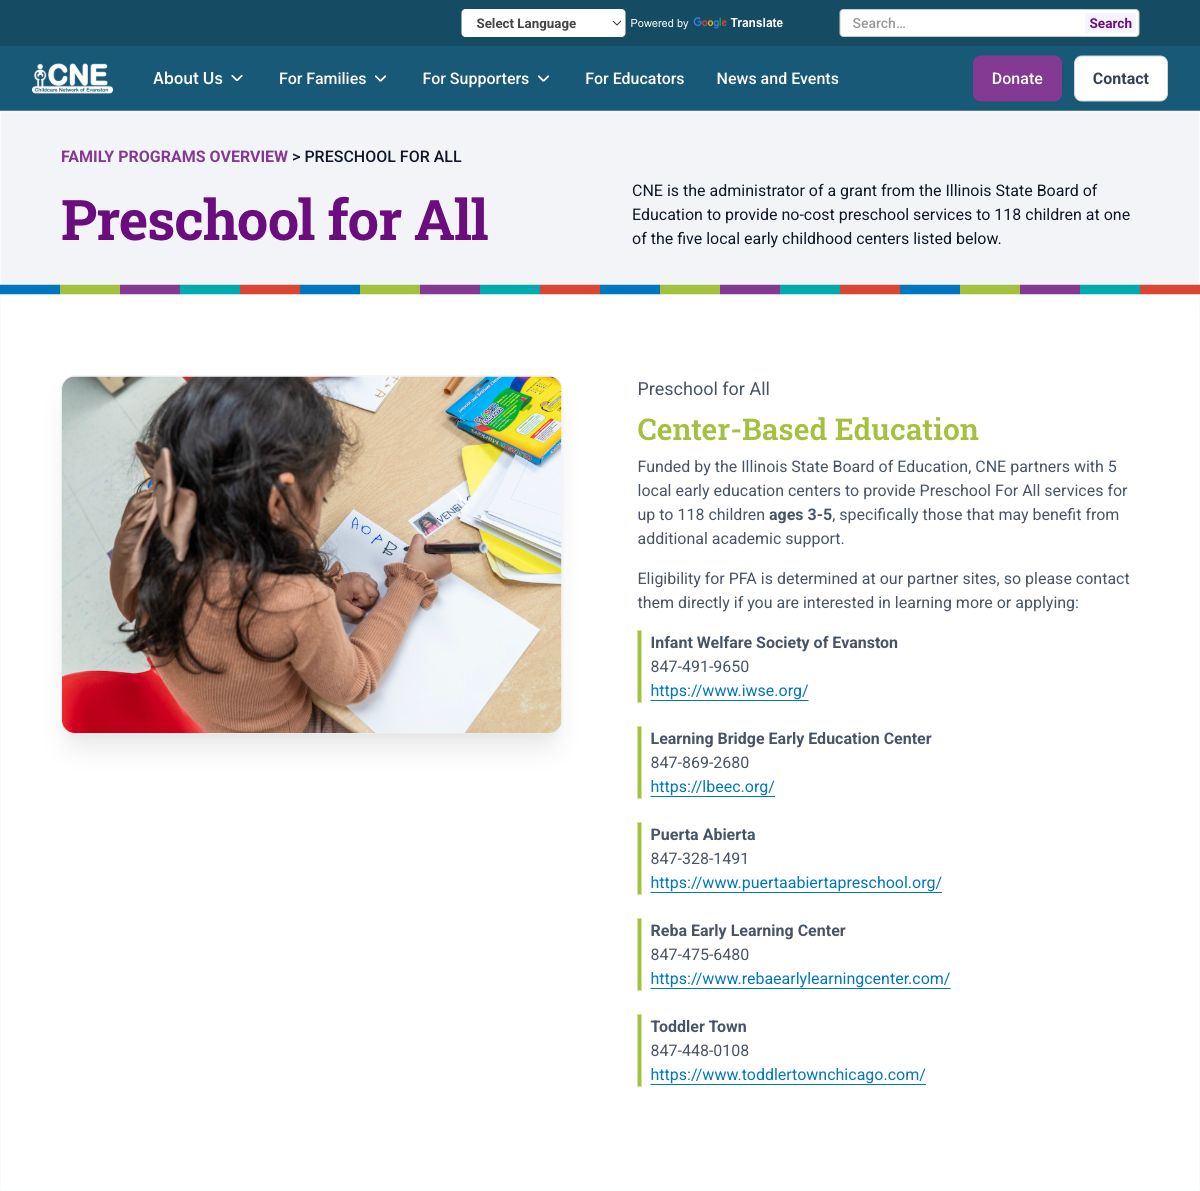 Select Language
Powered by Google Translate
Search...
Search
CNE
Childcare Network of Evanston
About Us
For Families
For Supporters
For Educators
News and Events
Donate
Contact
FAMILY PROGRAMS OVERVIEW > PRESCHOOL FOR ALL
Preschool for All
CNE is the administrator of a grant from the Illinois State Board of
Education to provide no-cost preschool services to 118 children at one
of the five local early childhood centers listed below.
A
AOPB
Preschool for All
Center-Based Education
Funded by the Illinois State Board of Education, CNE partners with 5
local early education centers to provide Preschool For All services for
up to 118 children ages 3-5, specifically those that may benefit from
additional academic support.
Eligibility for PFA is determined at our partner sites, so please contact
them directly if you are interested in learning more or applying:
Infant Welfare Society of Evanston
847-491-9650
https://www.iwse.org/
Learning Bridge Early Education Center
847-869-2680
https://lbeec.org/
Puerta Abierta
847-328-1491
https://www.puertaabiertapreschool.org/
Reba Early Learning Center
847-475-6480
https://www.rebaearlylearningcenter.com/
Toddler Town
847-448-0108
https://www.toddlertownchicago.com/